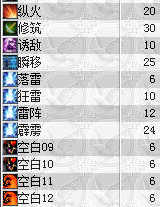 纵火 20
修筑 30
诱敌 10
瞬移 25
落雷 6
狂雷 10
雷阵 12
霹雳 24
空白09 6
空白10 6
空白11 6
空白12 6